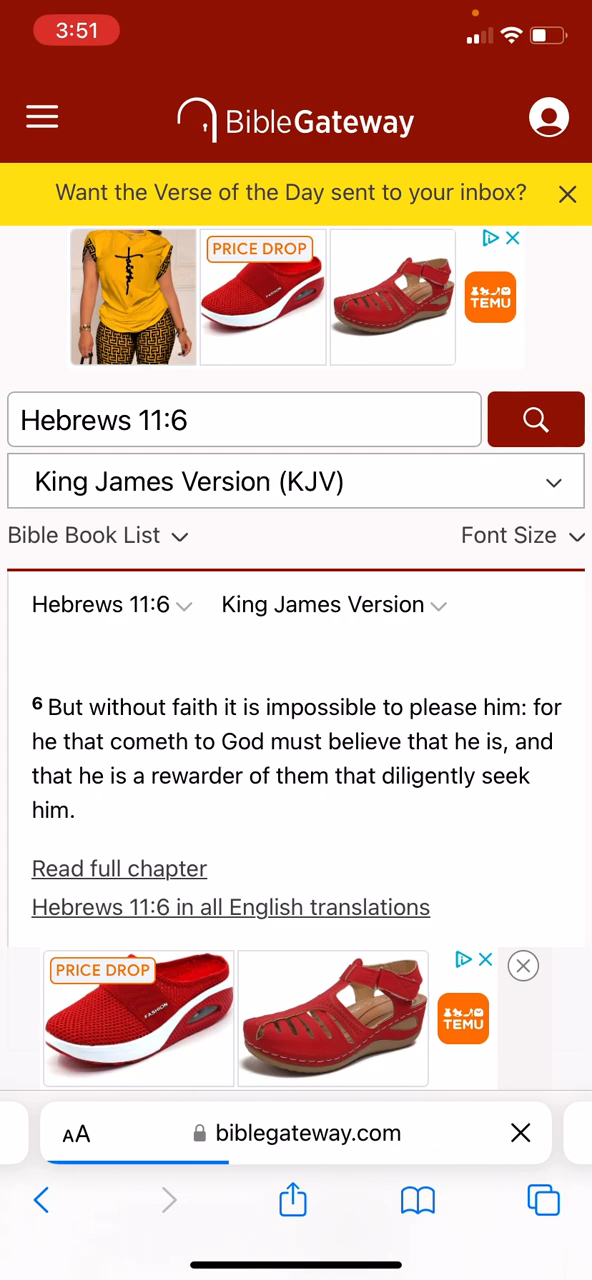 3:51
BibleGateway
Want the Verse of the Day sent to your inbox?
faith
PRICE DROP
FASHION
TEMU
Hebrews 11:6
King James Version (KJV)
Bible Book List
Font Size
Hebrews 11:6
King James Version
6 But without faith it is impossible to please him: for
he that cometh to God must believe that he is, and
that he is a rewarder of them that diligently seek
him.
Read full chapter
Hebrews 11:6 in all English translations
PRICE DROP
FASHION
TEMU
AA
biblegateway.com